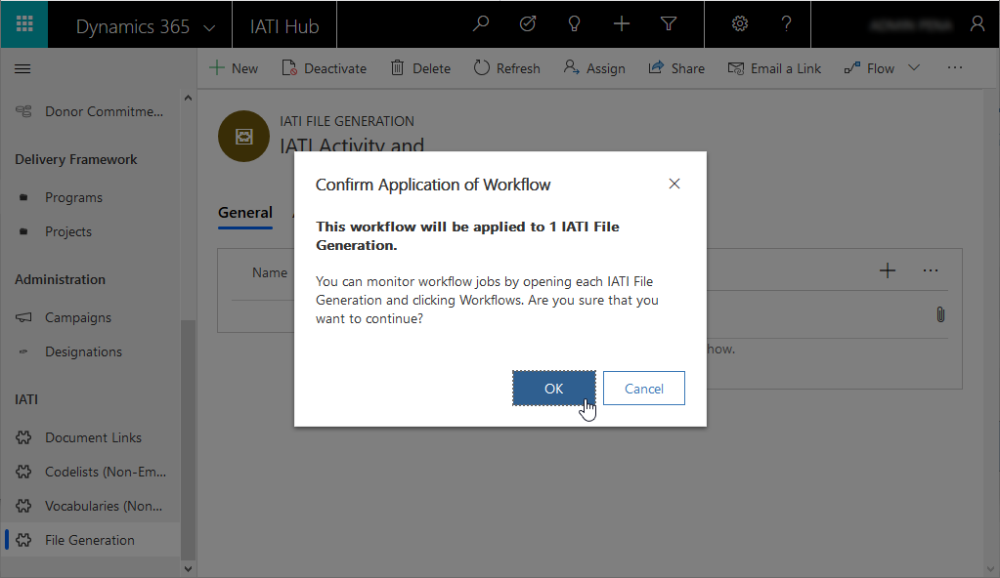 Dynamics 365
IATI Hub
?
New
Deactivate
Delete
Refresh
Assign
Share
Email a Link
Flow
...
Donor Commitme...
Delivery Framework
Programs
Projects
Administration
Campaigns
Designations
IATI
Document Links
Codelists (Non-Em...
Vocabularies (Non...
File Generation
IATI FILE GENERATION
IATI Activity and
General
Name
...
how.
Confirm Application of Workflow
This workflow will be applied to 1 IATI File
Generation.
You can monitor workflow jobs by opening each IATI File
Generation and clicking Workflows. Are you sure that you
want to continue?
OK
Cancel